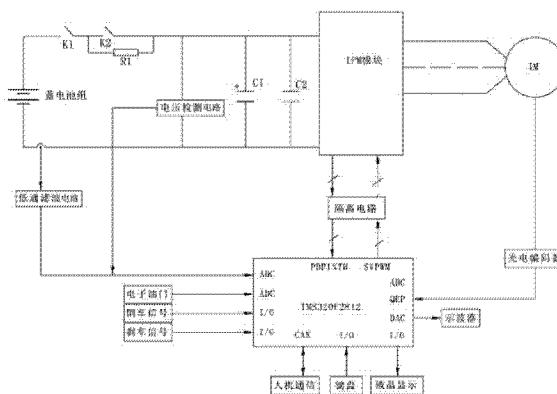 K1
K2
R1
蓄电池组
电压检测电路
C1
C2
IPM模块
IM
低通滤波电路
隔离电路
光电编码器
PDPINTA
SVPWM
ADC
ADC
I/O
I/O
TMS320F2812
ADC
QEP
DAC
I/O
CAN
I/O
电子油门
倒车信号
刹车信号
示波器
人机通信
键盘
液晶显示